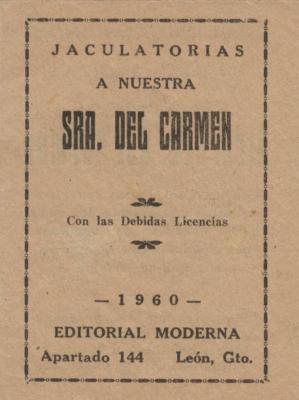 JACULATORIAS
A NUESTRA
SRA. DEL CARMEN
Con las Debidas Licencias
— 1960 —
EDITORIAL MODERNA
Apartado 144 León, Gto.